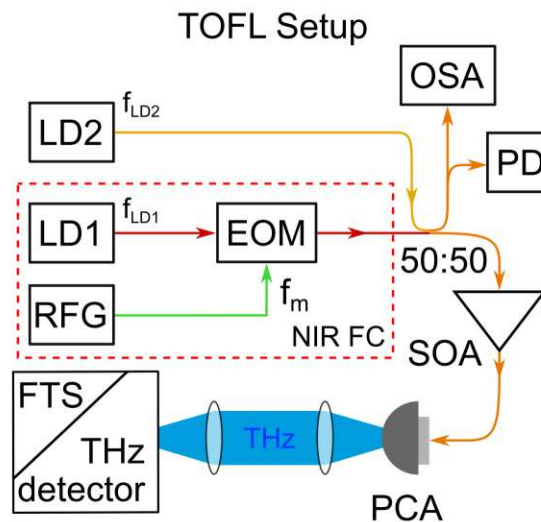 TOFL Setup
OSA
f_LD2
LD2
PD
f_LD1
LD1
EOM
50:50
RFG
f_m
NIR FC
SOA
FTS
THz
THz
detector
PCA